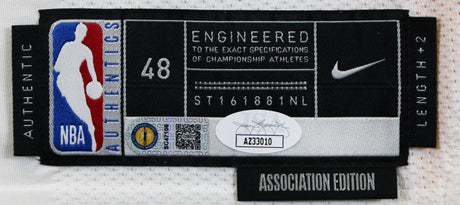 AUTHENTIC
NBA
AUTHENTICS
48
ENGINEERED
TO THE EXACT SPECIFICATIONS
OF CHAMPIONSHIP ATHLETES
ST161881NL
LENGTH +2
AZ33010
ASSOCIATION EDITION